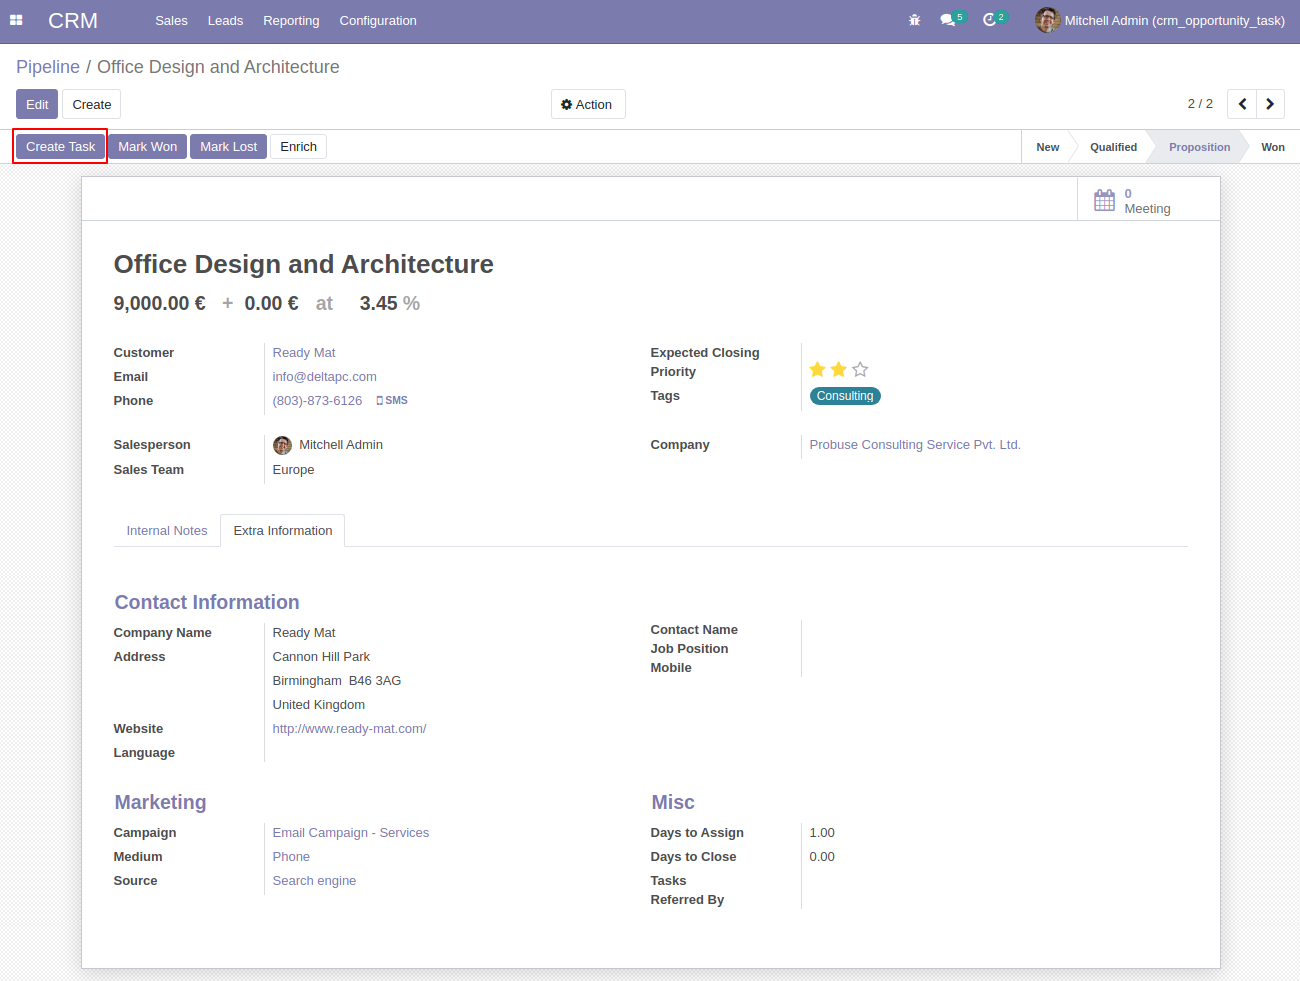 CRM Sales Leads Reporting Configuration 5 2 Mitchell Admin (crm_opportunity_task)
Pipeline / Office Design and Architecture
Edit Create Action 2 / 2
Create Task Mark Won Mark Lost Enrich New Qualified Proposition Won
0
Meeting
Office Design and Architecture
9,000.00 € + 0.00 € at 3.45 %
Customer Ready Mat
Email info@deltapc.com
Phone (803)-873-6126 SMS
Expected Closing
Priority
Tags Consulting
Salesperson Mitchell Admin
Sales Team Europe
Company Probuse Consulting Service Pvt. Ltd.
Internal Notes Extra Information
Contact Information
Company Name Ready Mat
Address Cannon Hill Park
Birmingham B46 3AG
United Kingdom
Website http://www.ready-mat.com/
Language
Contact Name
Job Position
Mobile
Marketing
Campaign Email Campaign - Services
Medium Phone
Source Search engine
Misc
Days to Assign 1.00
Days to Close 0.00
Tasks
Referred By